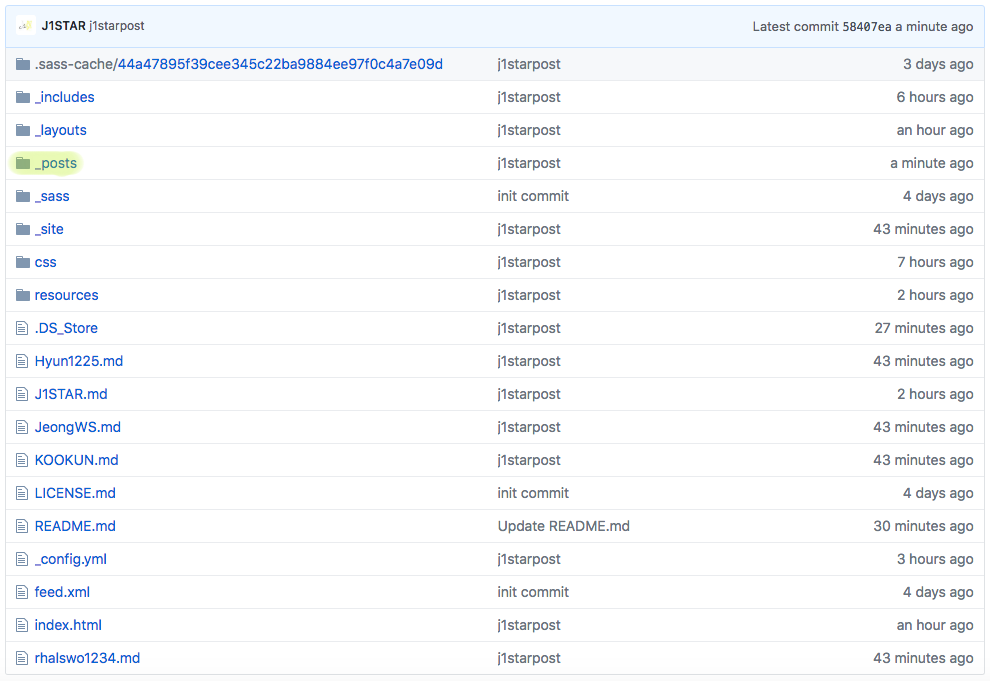 J1STAR j1starpost Latest commit 58407ea a minute ago
.sass-cache/44a47895f39cee345c22ba9884ee97f0c4a7e09d j1starpost 3 days ago
_includes j1starpost 6 hours ago
_layouts j1starpost an hour ago
_posts j1starpost a minute ago
_sass init commit 4 days ago
_site j1starpost 43 minutes ago
css j1starpost 7 hours ago
resources j1starpost 2 hours ago
.DS_Store j1starpost 27 minutes ago
Hyun1225.md j1starpost 43 minutes ago
J1STAR.md j1starpost 2 hours ago
JeongWS.md j1starpost 43 minutes ago
KOOKUN.md j1starpost 43 minutes ago
LICENSE.md init commit 4 days ago
README.md Update README.md 30 minutes ago
_config.yml j1starpost 3 hours ago
feed.xml init commit 4 days ago
index.html j1starpost an hour ago
rhalswo1234.md j1starpost 43 minutes ago